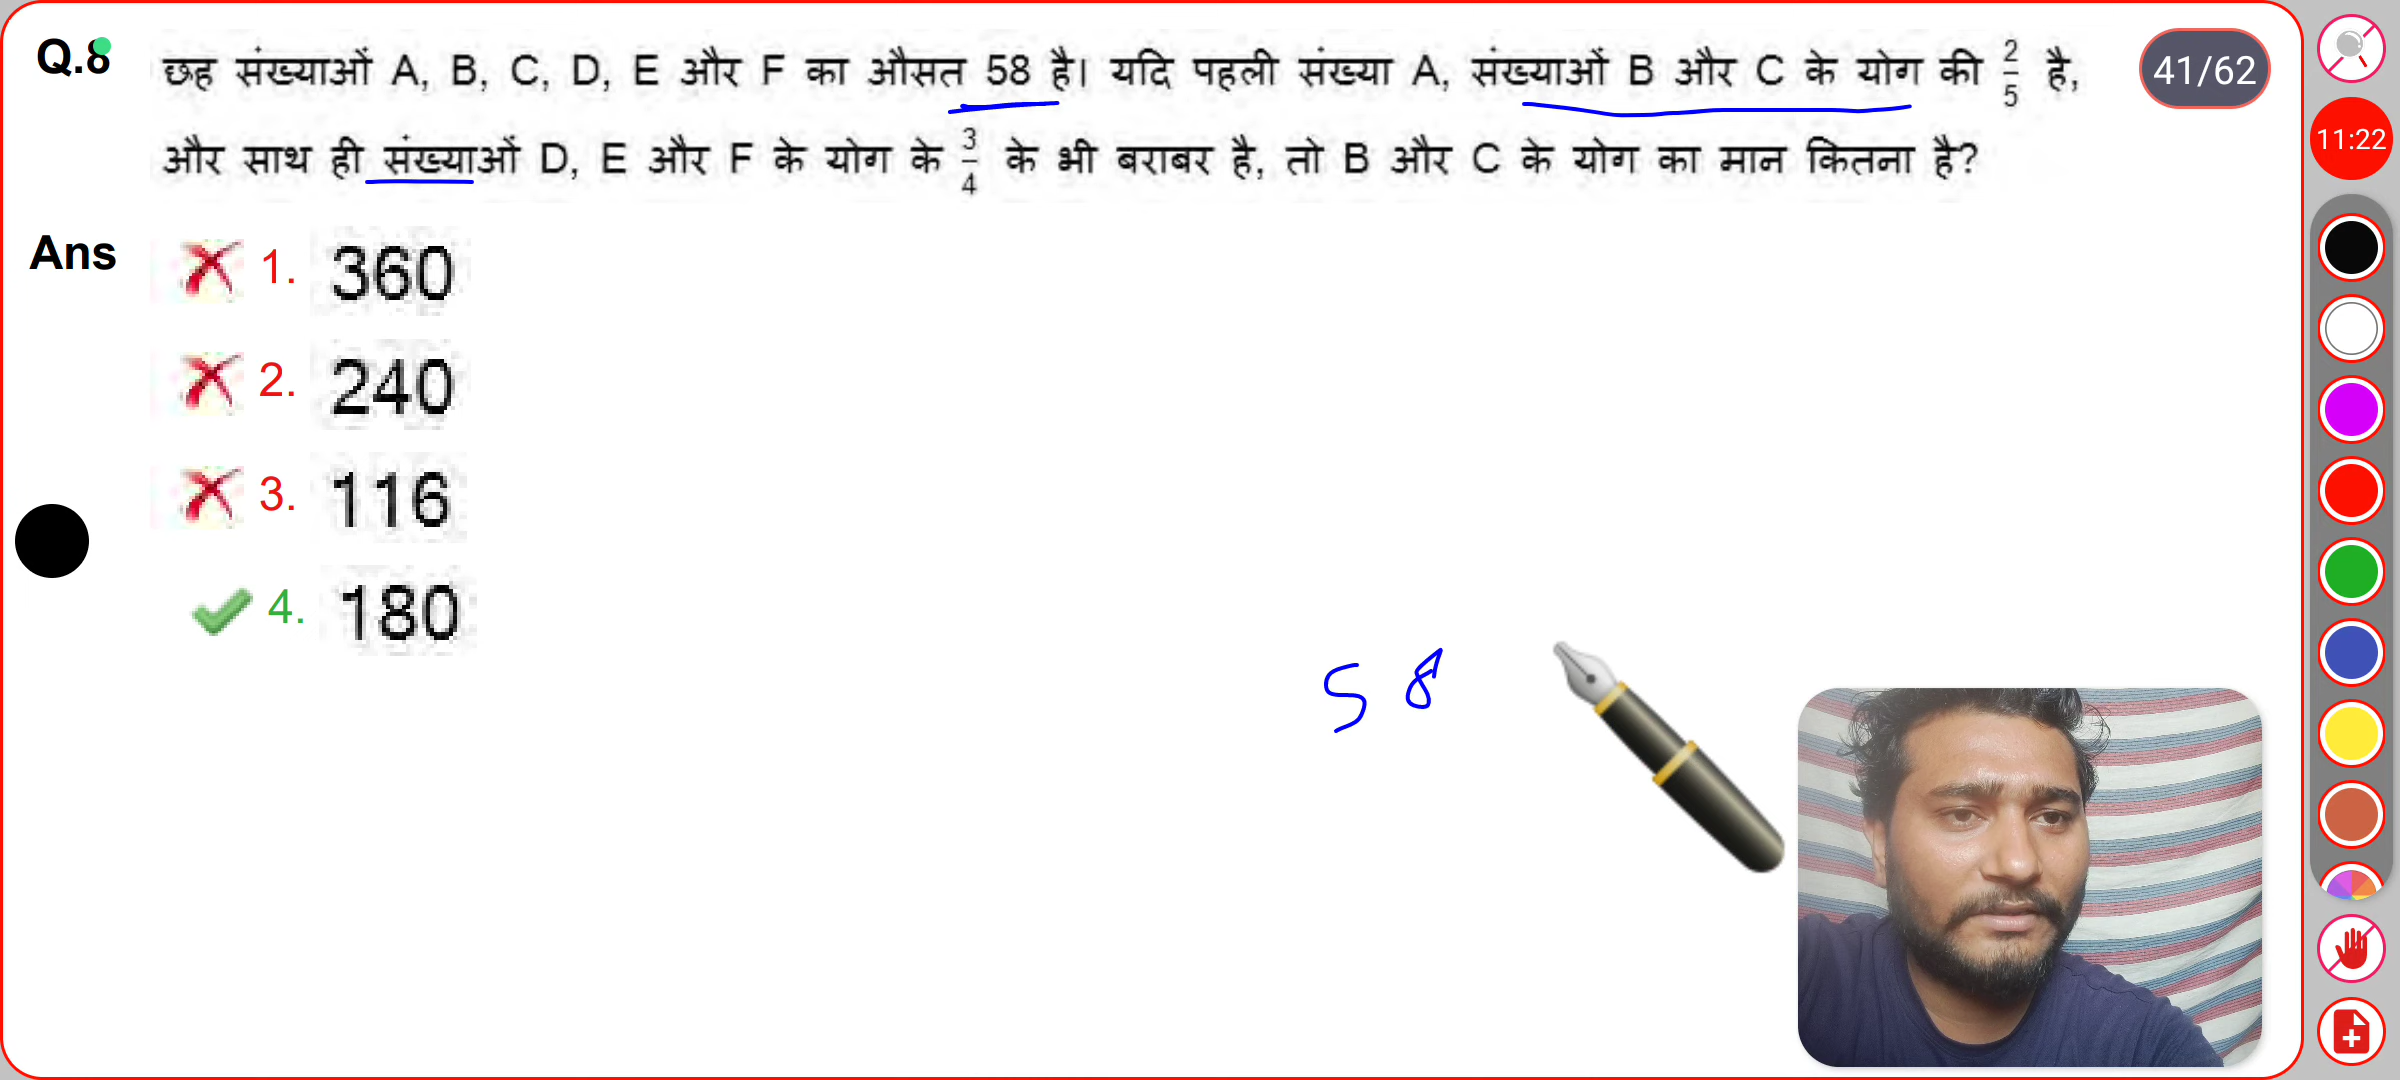 Q.8 छह संख्याओं A, B, C, D, E और F का औसत 58 है। यदि पहली संख्या A, संख्याओं B और C के योग की 2/5 है,
और साथ ही संख्याओं D, E और F के योग के 3/4 के भी बराबर है, तो B और C के योग का मान कितना है?
41/62
11:22
Ans
1. 360
2. 240
3. 116
4. 180
58